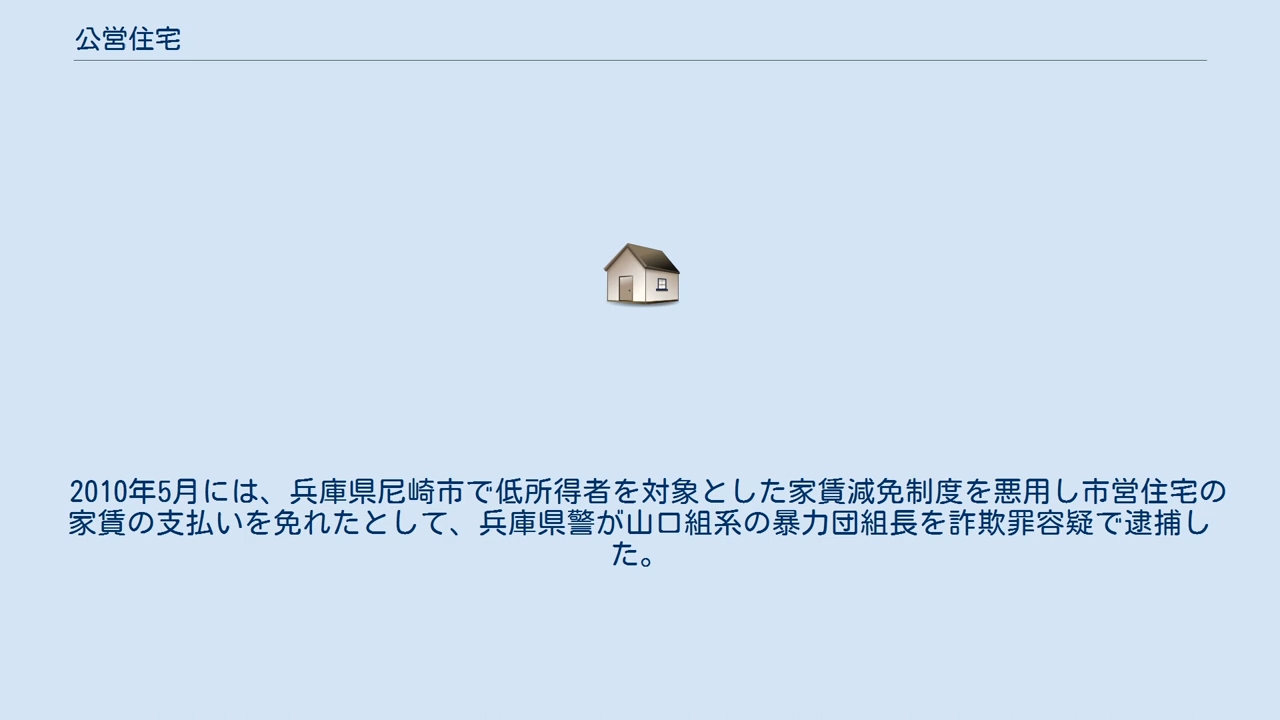 公営住宅
2010年5月には、兵庫県尼崎市で低所得者を対象とした家賃減免制度を悪用し市営住宅の
家賃の支払いを免れたとして、兵庫県警が山口組系の暴力団組長を詐欺罪容疑で逮捕し
た。